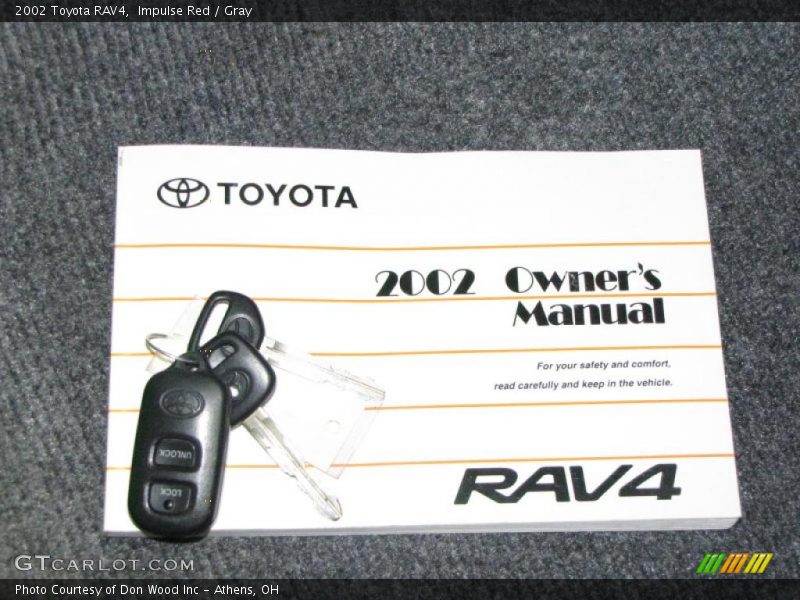 2002 Toyota RAV4,  Impulse Red / Gray
TOYOTA
2002 Owner's
Manual
For your safety and comfort,
read carefully and keep in the vehicle.
UNLOCK
LOCK
RAV4
GTCARLOT.COM
Photo Courtesy of Don Wood Inc - Athens, OH